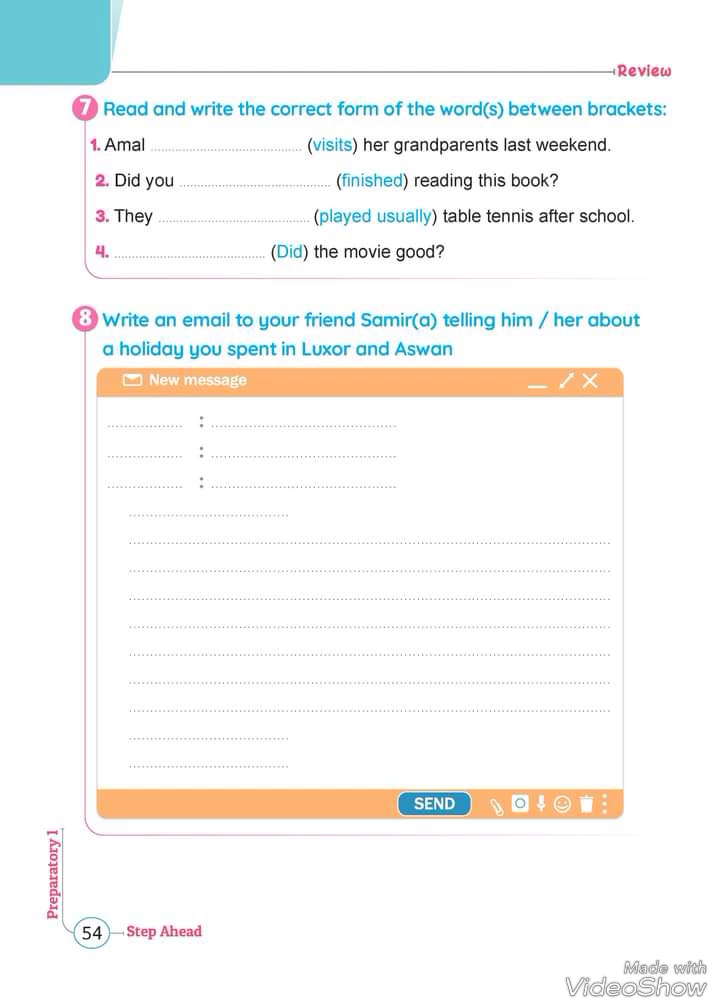 Review
7 Read and write the correct form of the word(s) between brackets:
1. Amal ........................................ (visits) her grandparents last weekend.
2. Did you ........................................ (finished) reading this book?
3. They ........................................ (played usually) table tennis after school.
4. ........................................ (Did) the movie good?
8 Write an email to your friend Samir(a) telling him / her about
a holiday you spent in Luxor and Aswan
New message
.................... : ........................................
.................... : ........................................
.................... : ........................................
SEND
Preparatory 1
54 Step Ahead
Made with
VideoShow